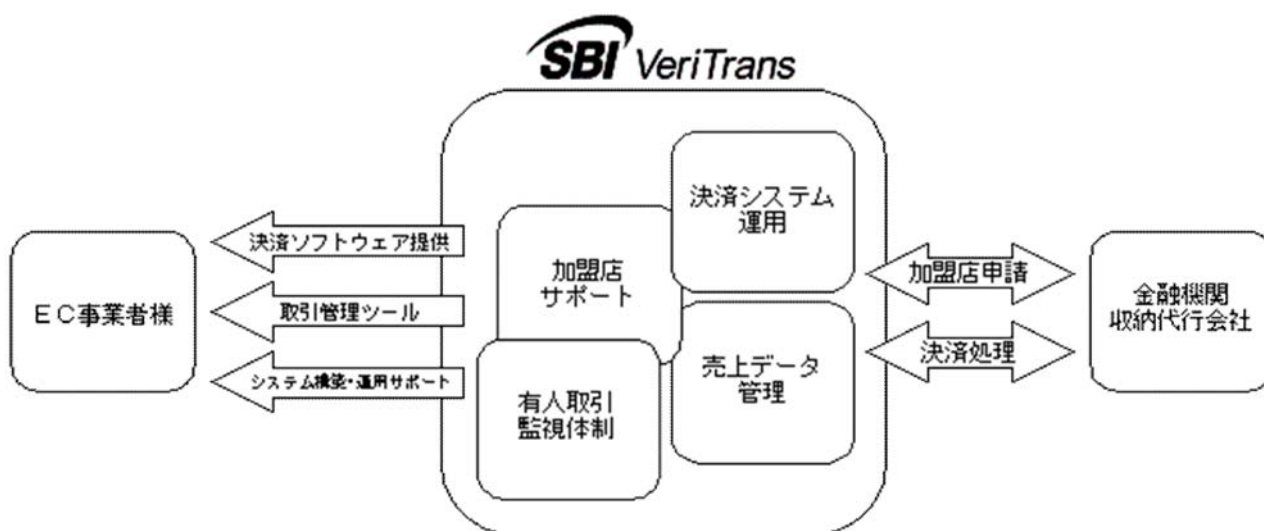 SBI VeriTrans
決済システム
運用
加盟店
サポート
売上データ
管理
有人取引
監視体制
EC事業者様
決済ソフトウェア提供
取引管理ツール
システム構築・運用サポート
加盟店申請
決済処理
金融機関
収納代行会社